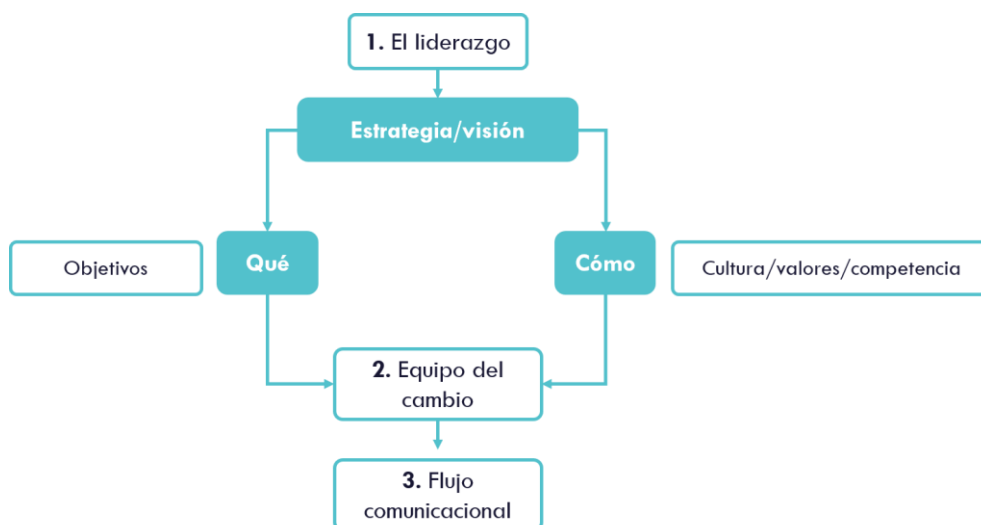 1. El liderazgo
Estrategia/visión
Objetivos
Qué
Cómo
Cultura/valores/competencia
2. Equipo del
cambio
3. Flujo
comunicacional